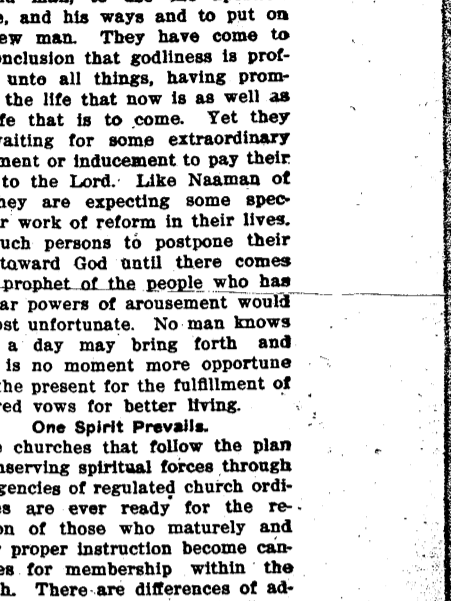 , and his ways and to put on
ew man. They have come to
nclusion that godliness is prof-
unto all things, having prom-
the life that now is as well as
fe that is to come. Yet they
aiting for some extraordinary
ment or inducement to pay their
to the Lord. Like Naaman of
hey are expecting some spec-
r work of reform in their lives.
uch persons to postpone their
toward God until there comes
prophet of the people who has
ar powers of arousement would
ost unfortunate. No man knows
a day may bring forth and
is no moment more opportune
the present for the fulfillment of
red vows for better living.
One Spirit Prevails.
churches that follow the plan
nserving spiritual forces through
gencies of regulated church ordi-
s are ever ready for the re-
on of those who maturely and
proper instruction become can-
es for membership within the
h. There are differences of ad-